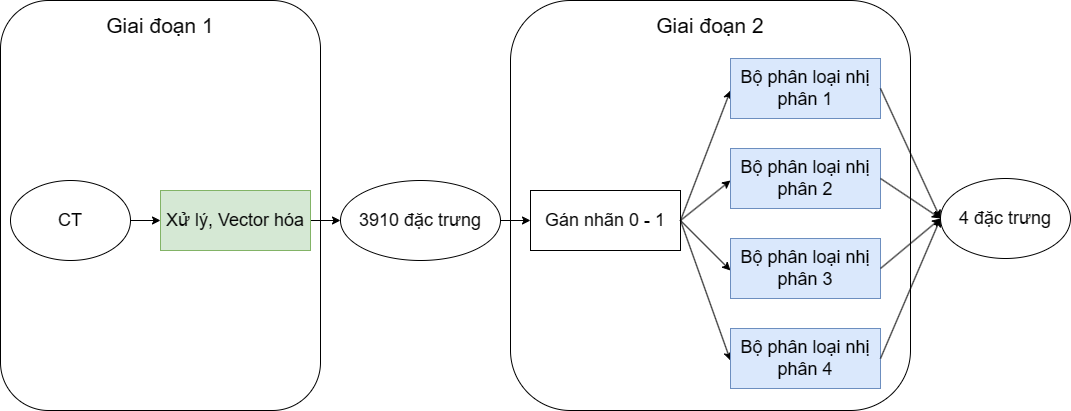 Giai đoạn 1
CT
Xử lý, Vector hóa
3910 đặc trưng
Giai đoạn 2
Gán nhãn 0 - 1
Bộ phân loại nhị
phân 1
Bộ phân loại nhị
phân 2
Bộ phân loại nhị
phân 3
Bộ phân loại nhị
phân 4
4 đặc trưng